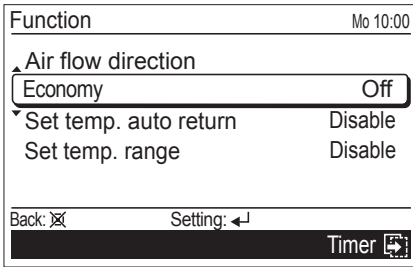 Function Mo 10:00
Air flow direction
Economy Off
Set temp. auto return Disable
Set temp. range Disable
Back: Setting:
Timer